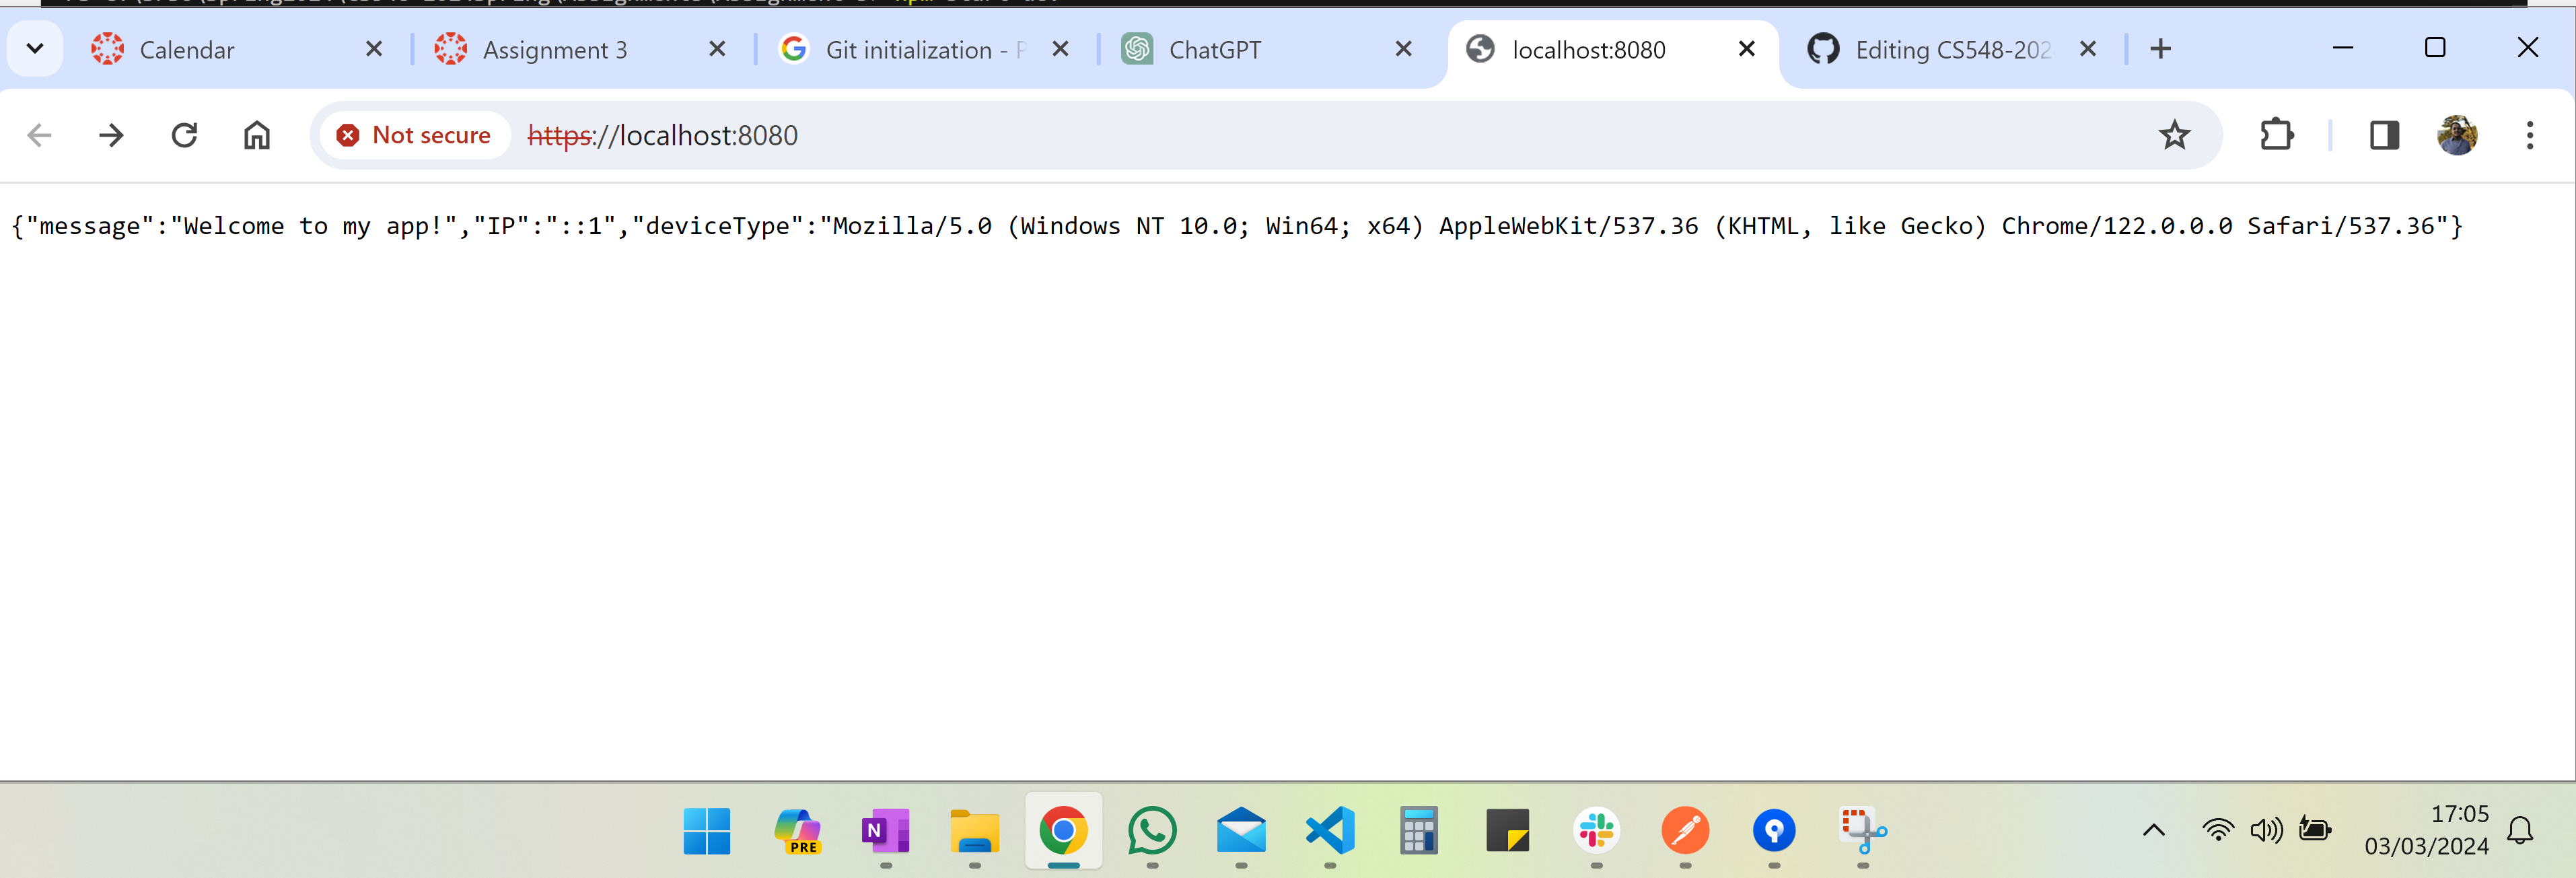 Calendar
Assignment 3
Git initialization - P
ChatGPT
localhost:8080
Editing CS548-202
Not secure
https://localhost:8080
{"message":"Welcome to my app!","IP":"::1","deviceType":"Mozilla/5.0 (Windows NT 10.0; Win64; x64) AppleWebKit/537.36 (KHTML, like Gecko) Chrome/122.0.0.0 Safari/537.36"}
PRE
N
17:05
03/03/2024